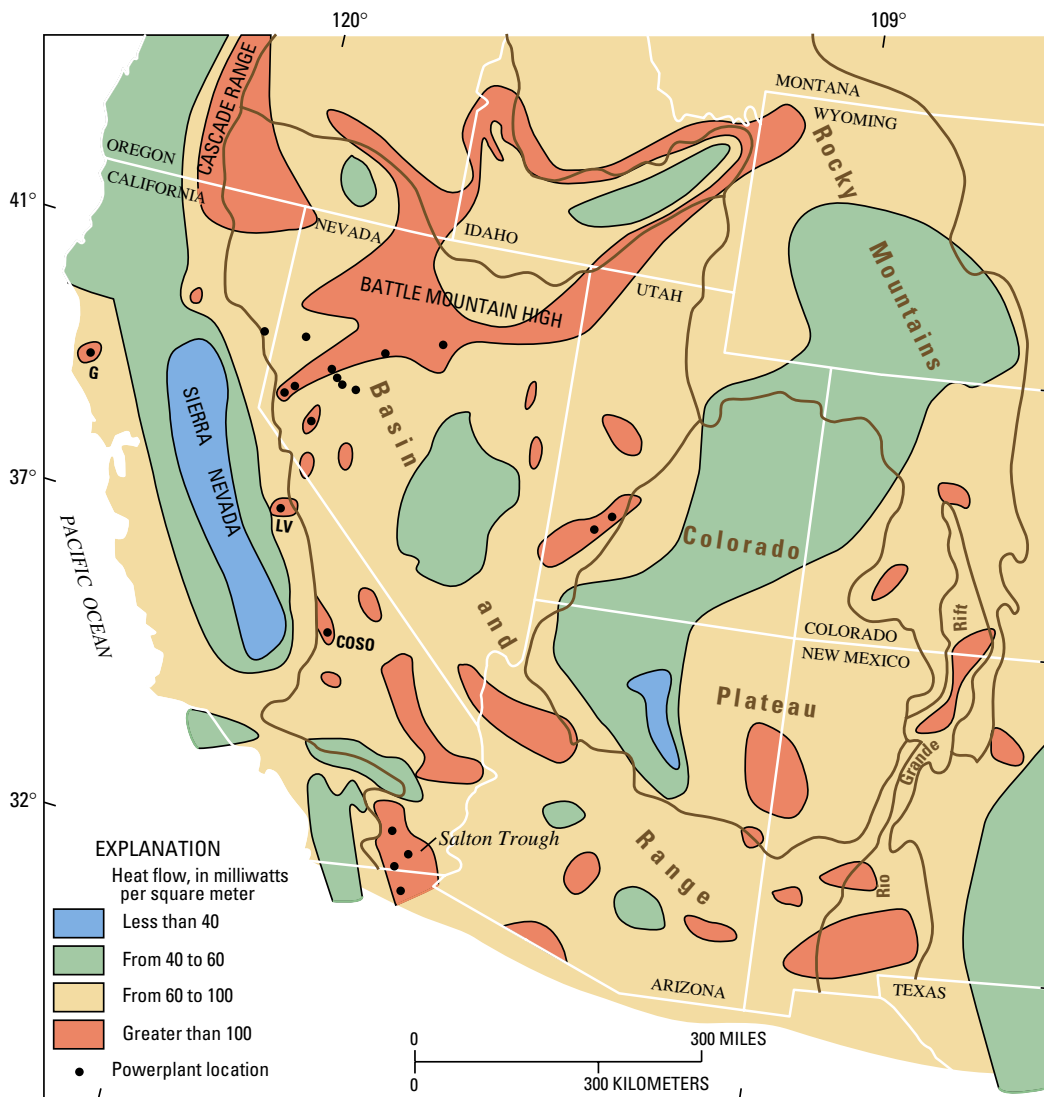 120°
109°
CASCADE RANGE
MONTANA
WYOMING
Rocky
OREGON
CALIFORNIA
41°
NEVADA
IDAHO
UTAH
Mountains
BATTLE MOUNTAIN HIGH
G
Basin
SIERRA NEVADA
37°
LV
PACIFIC OCEAN
Colorado
and
COSO
COLORADO
NEW MEXICO
Rift
Plateau
Grande
32°
Salton Trough
Range
Rio
ARIZONA
TEXAS
EXPLANATION
Heat flow, in milliwatts
per square meter
Less than 40
From 40 to 60
From 60 to 100
Greater than 100
Powerplant location
0 300 MILES
0 300 KILOMETERS